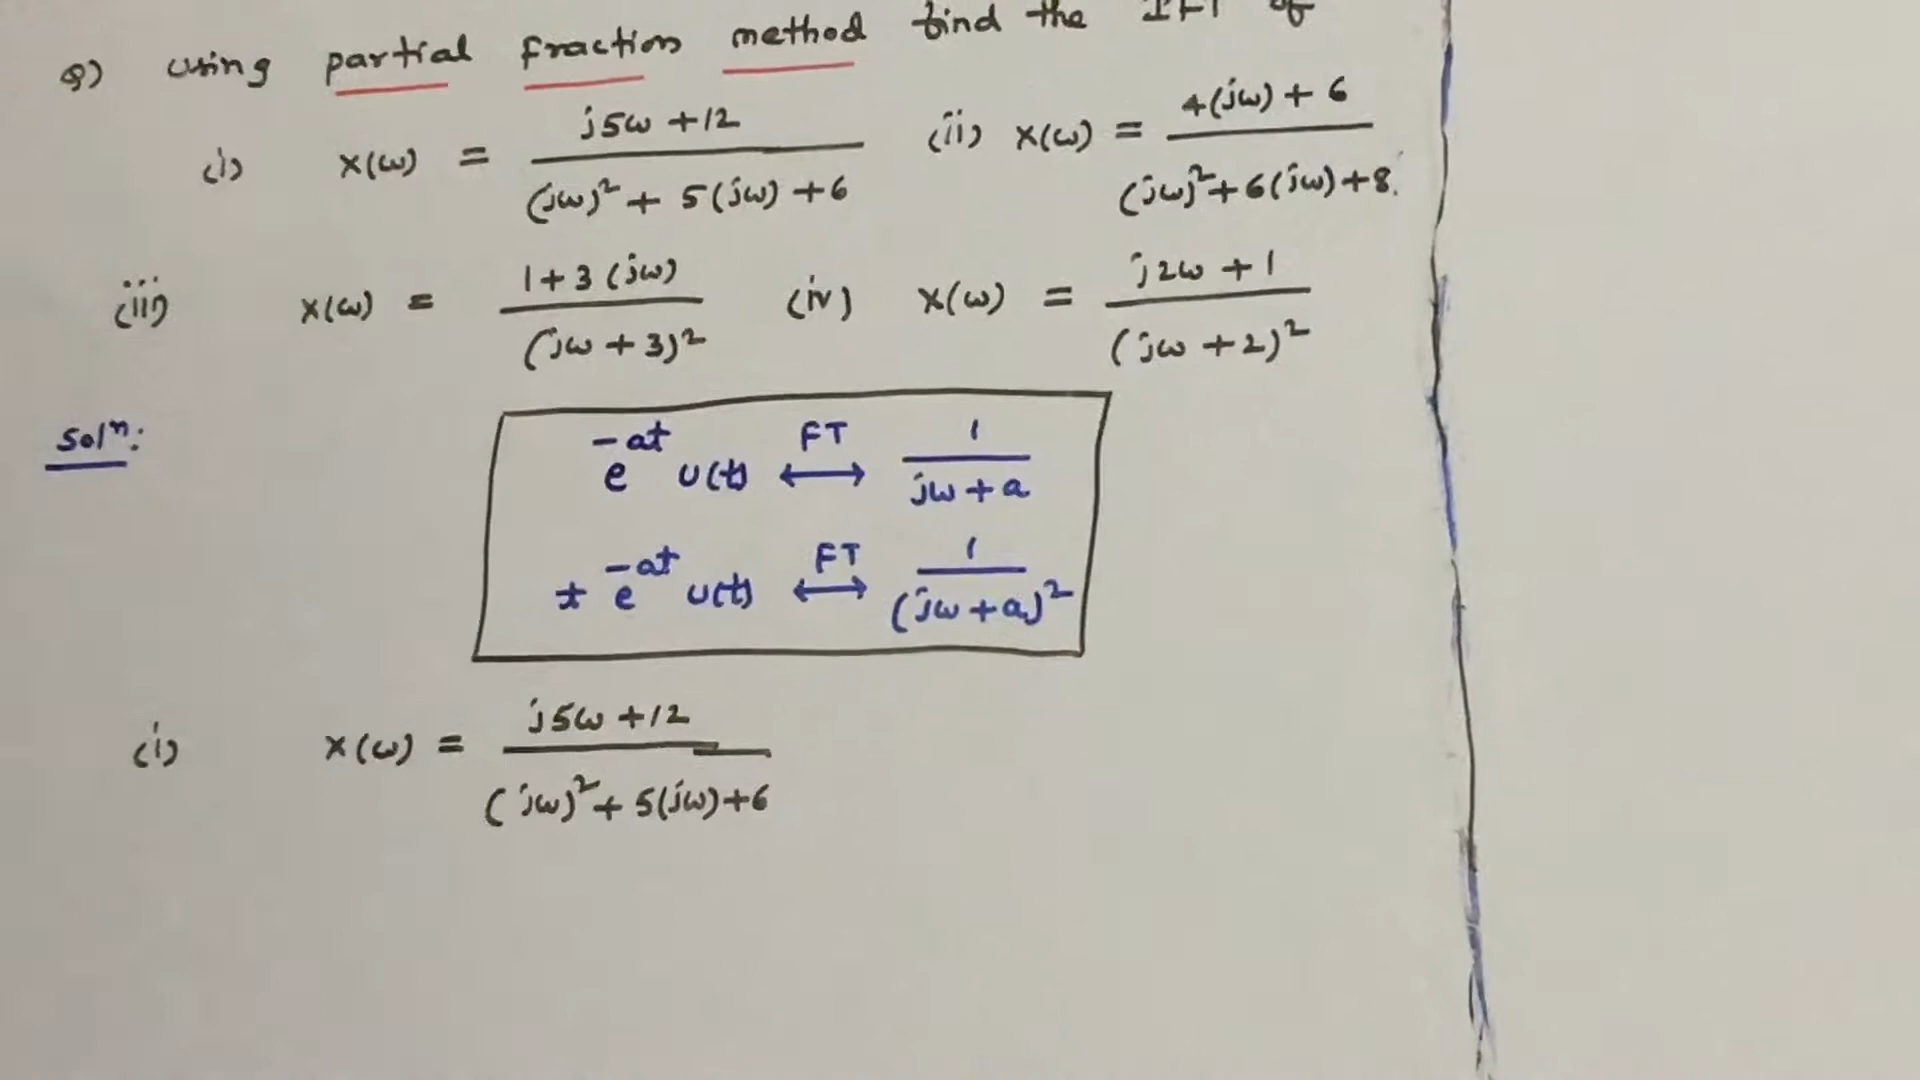 Q) Using partial fraction method find the IFT of
(i) X(ω) = (j5ω + 12) / ((jω)² + 5(jω) + 6) (ii) X(ω) = (4(jω) + 6) / ((jω)² + 6(jω) + 8)
(iii) X(ω) = (1 + 3(jω)) / (jω + 3)² (iv) X(ω) = (j2ω + 1) / (jω + 2)²
Solⁿ:
e^(-at) u(t) ←FT→ 1 / (jω + a)
t e^(-at) u(t) ←FT→ 1 / (jω + a)²
(i) X(ω) = (j5ω + 12) / ((jω)² + 5(jω) + 6)